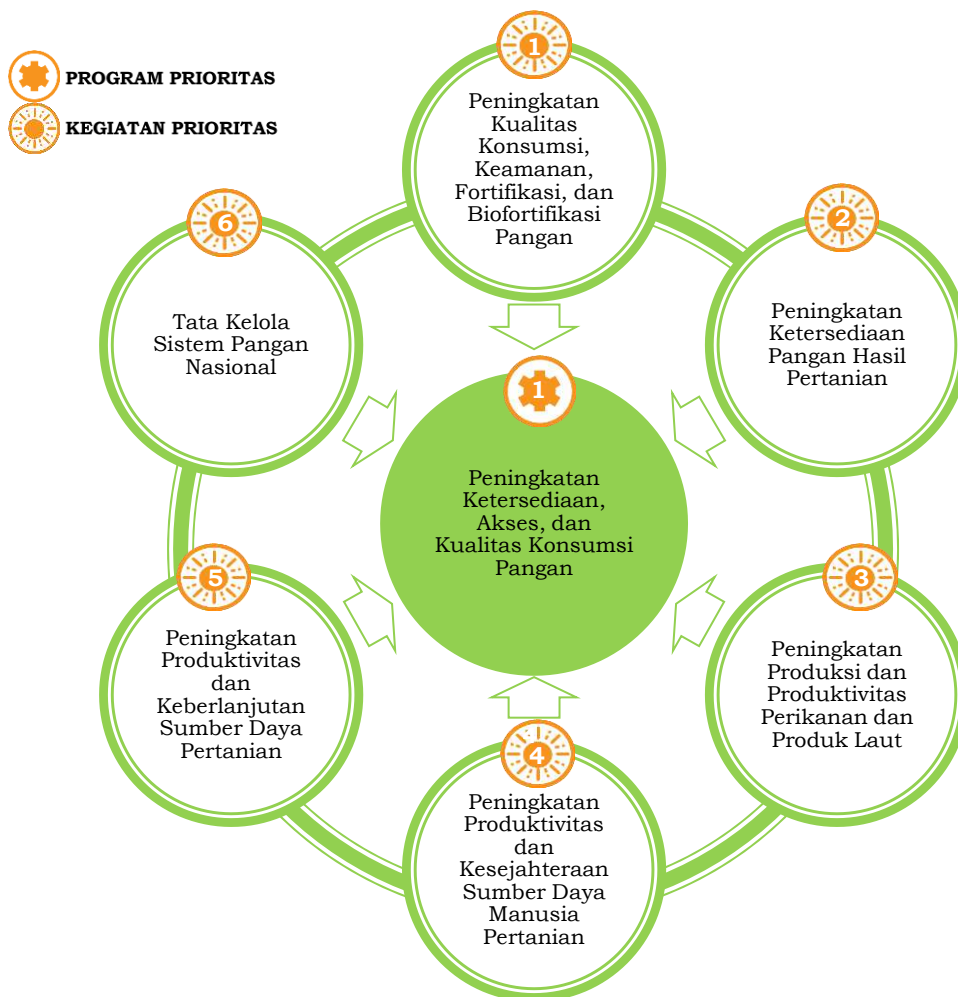 PROGRAM PRIORITAS
KEGIATAN PRIORITAS
1
Peningkatan
Kualitas
Konsumsi,
Keamanan,
Fortifikasi, dan
Biofortifikasi
Pangan
2
Peningkatan
Ketersediaan
Pangan Hasil
Pertanian
3
Peningkatan
Produksi dan
Produktivitas
Perikanan dan
Produk Laut
4
Peningkatan
Produktivitas
dan
Kesejahteraan
Sumber Daya
Manusia
Pertanian
5
Peningkatan
Produktivitas
dan
Keberlanjutan
Sumber Daya
Pertanian
6
Tata Kelola
Sistem Pangan
Nasional
1
Peningkatan
Ketersediaan,
Akses, dan
Kualitas Konsumsi
Pangan